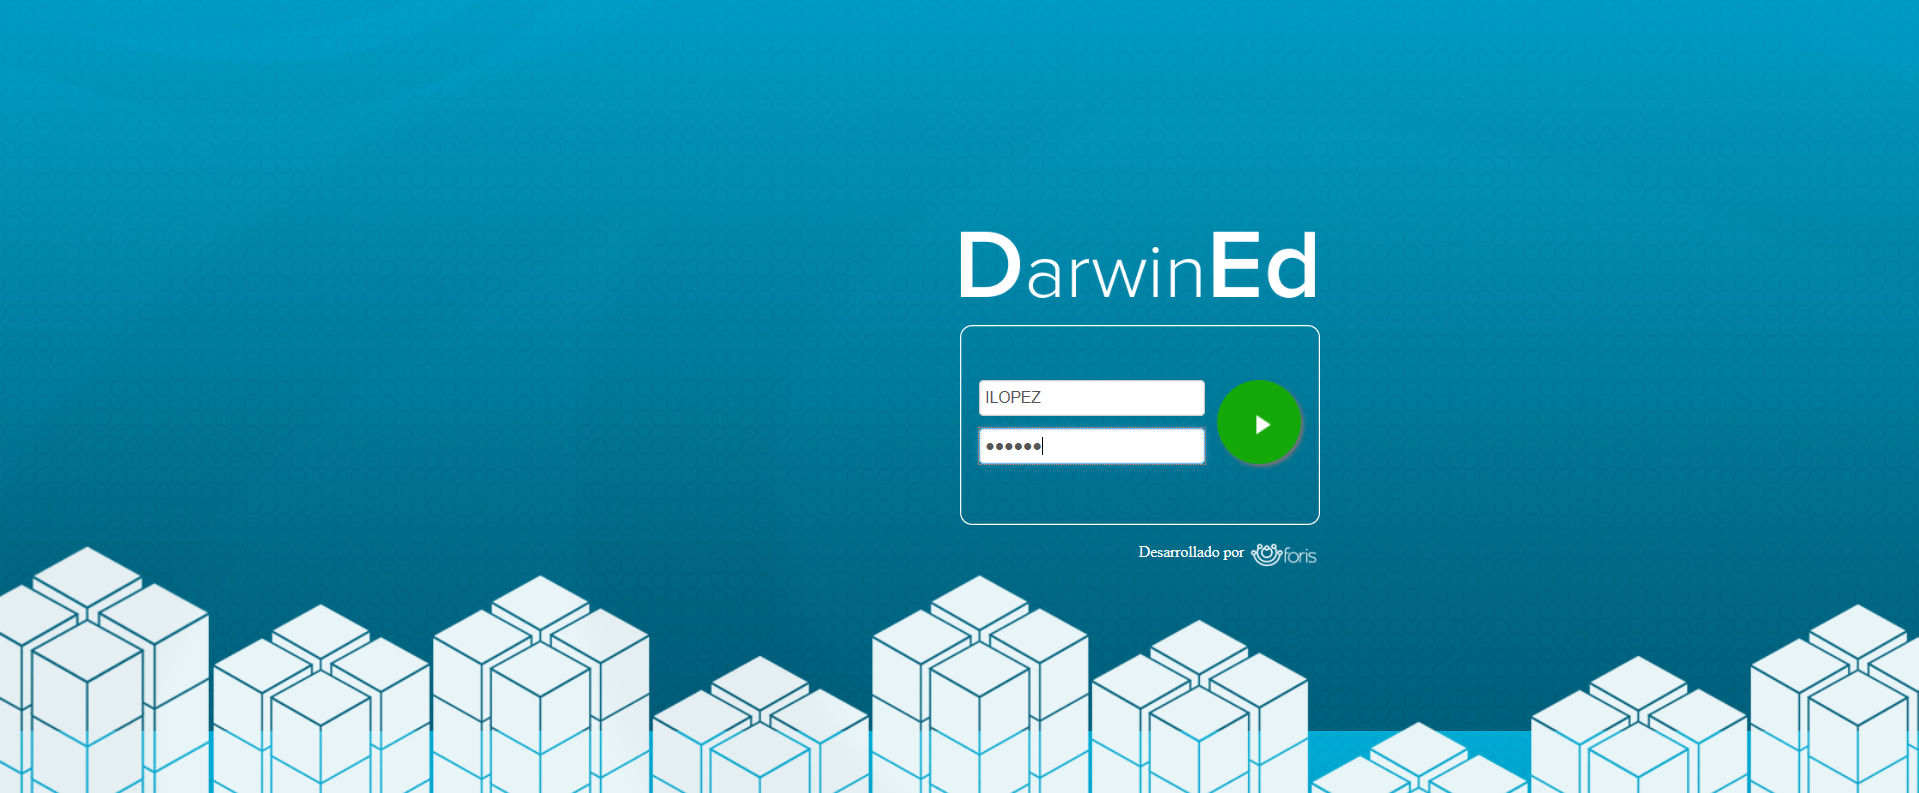 DarwinEd
ILOPEZ
••••••
Desarrollado por foris